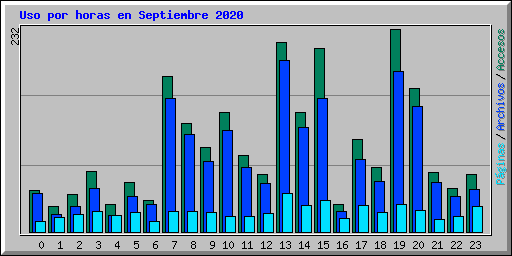 Uso por horas en Septiembre 2020
232
Páginas / Archivos / Accesos
0 1 2 3 4 5 6 7 8 9 10 11 12 13 14 15 16 17 18 19 20 21 22 23